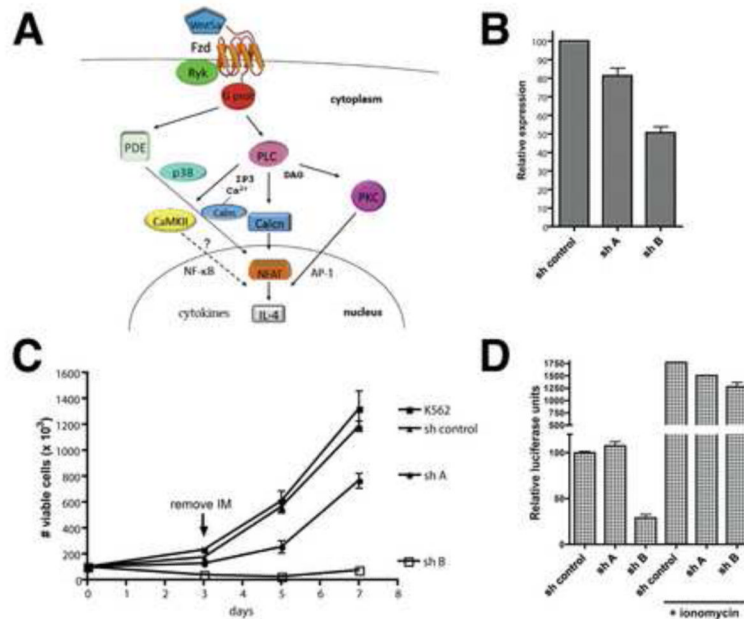 A
Wnt5a
Fzd
Ryk
G prot
cytoplasm
PDE
PLC
p38
IP3
DAG
Ca2+
PKC
CaMKII
Calm
Calcn
?
NF-κB
NFAT
AP-1
cytokines
IL-4
nucleus
B
Relative expression
100
90
80
70
60
50
40
30
20
10
0
sh control
sh A
sh B
C
# viable cells (x 10³)
1600
1400
1200
1000
800
600
400
200
0
remove IM
K562
sh control
sh A
sh B
0 1 2 3 4 5 6 7 8
days
D
Relative luciferase units
1750
1500
1250
1000
750
500
100
50
0
sh control
sh A
sh B
sh control
sh A
sh B
+ ionomycin